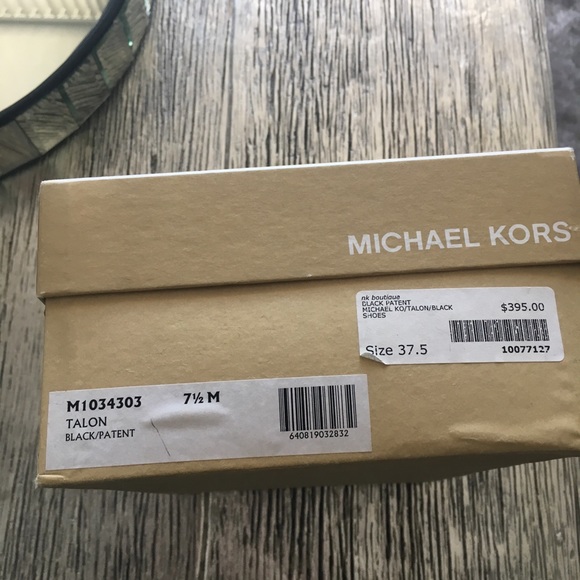 MICHAEL KORS
nk boutique
BLACK PATENT
MICHAEL KO/TALON/BLACK
SHOES
$395.00
Size 37.5
10077127
M1034303 7½ M
TALON
BLACK/PATENT
640819032832